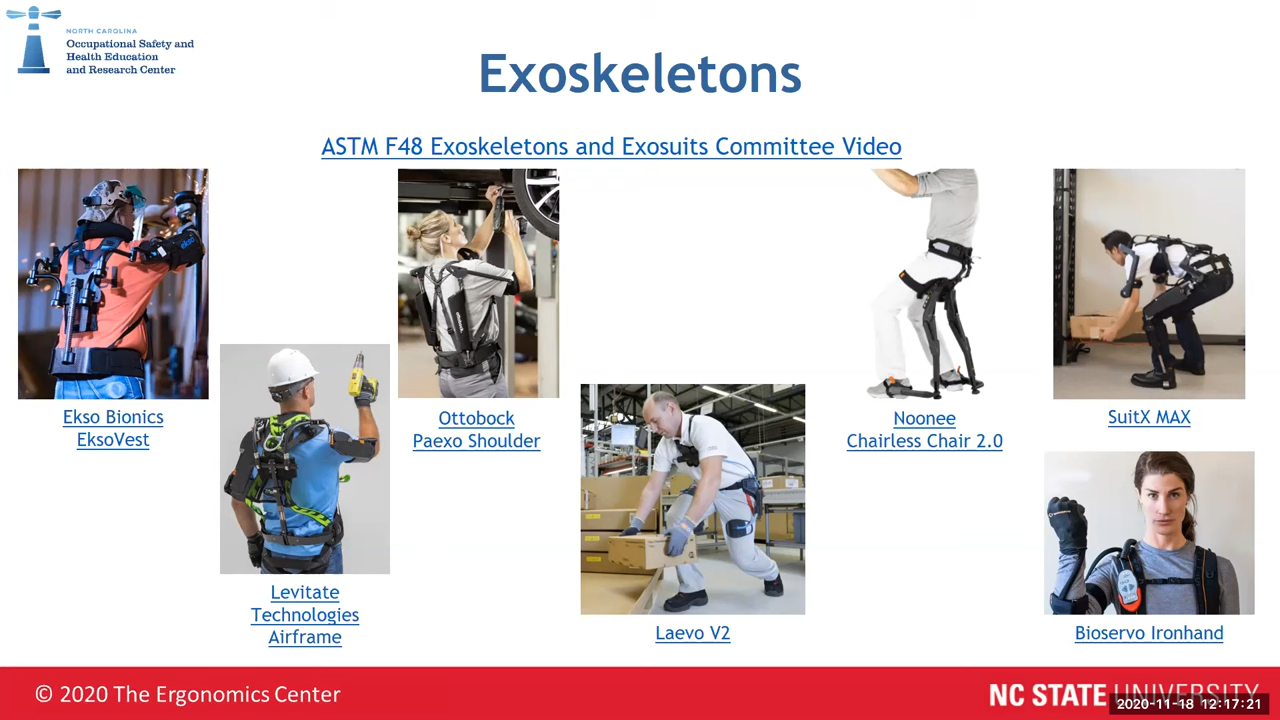 NORTH CAROLINA
Occupational Safety and
Health Education
and Research Center
Exoskeletons
ASTM F48 Exoskeletons and Exosuits Committee Video
Ekso Bionics
EksoVest
Levitate
Technologies
Airframe
Ottobock
Paexo Shoulder
Laevo V2
Noonee
Chairless Chair 2.0
SuitX MAX
Bioservo Ironhand
ekso
© 2020 The Ergonomics Center
NC STATE UNIVERSITY
2020-11-18 12:17:21